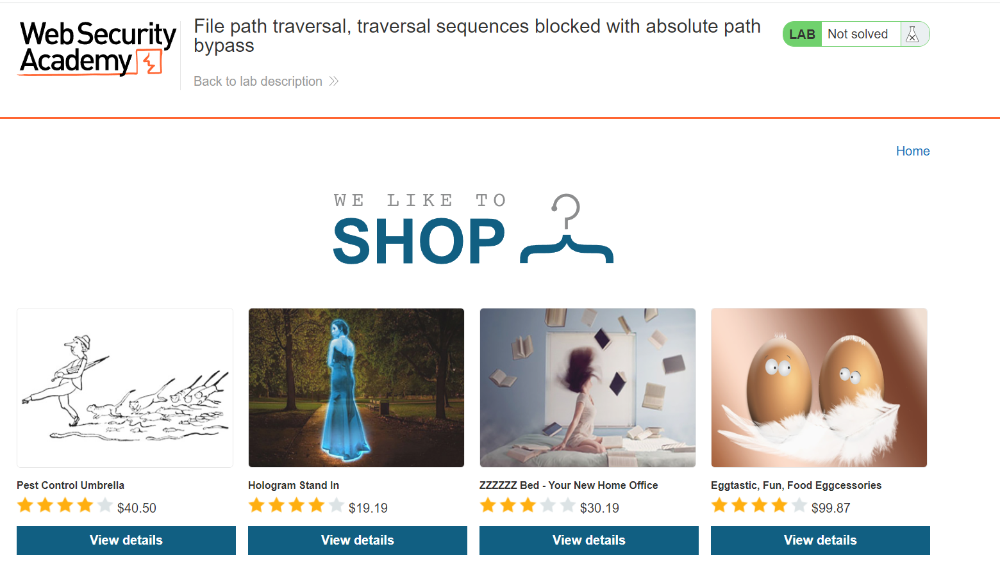 Web Security
Academy
File path traversal, traversal sequences blocked with absolute path
bypass
Back to lab description
LAB Not solved
Home
WE LIKE TO
SHOP
Pest Control Umbrella
$40.50
View details
Hologram Stand In
$19.19
View details
ZZZZZZ Bed - Your New Home Office
$30.19
View details
Eggtastic, Fun, Food Eggcessories
$99.87
View details